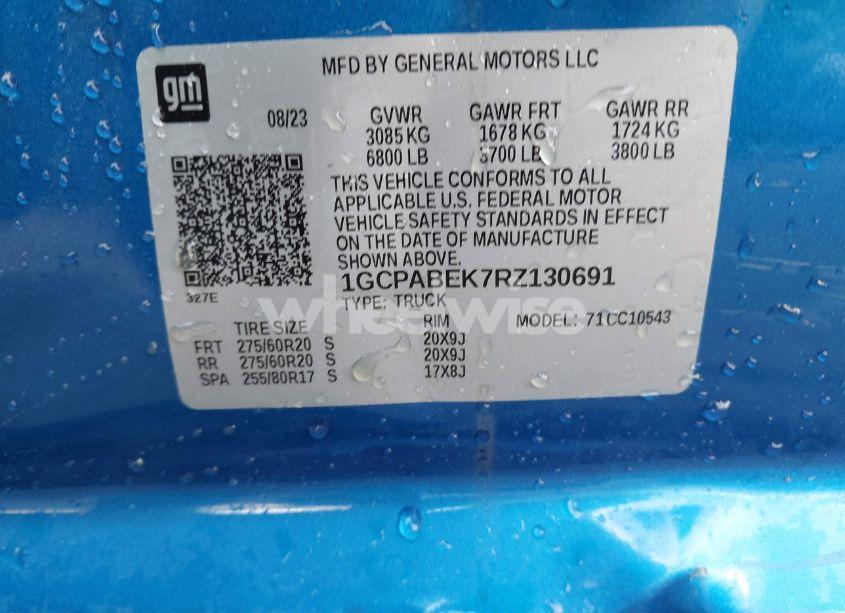 MFD BY GENERAL MOTORS LLC
gm
08/23 GVWR GAWR FRT GAWR RR
3085 KG 1678 KG 1724 KG
6800 LB 3700 LB 3800 LB
THIS VEHICLE CONFORMS TO ALL
APPLICABLE U.S. FEDERAL MOTOR
VEHICLE SAFETY STANDARDS IN EFFECT
ON THE DATE OF MANUFACTURE
SHOWN ABOVE.
1GCPABEK7RZ130691
327E
TYPE: TRUCK
wheelwise
TIRE SIZE RIM MODEL: 71CC10543
FRT 275/60R20 S 20X9J
RR 275/60R20 S 20X9J
SPA 255/80R17 S 17X8J